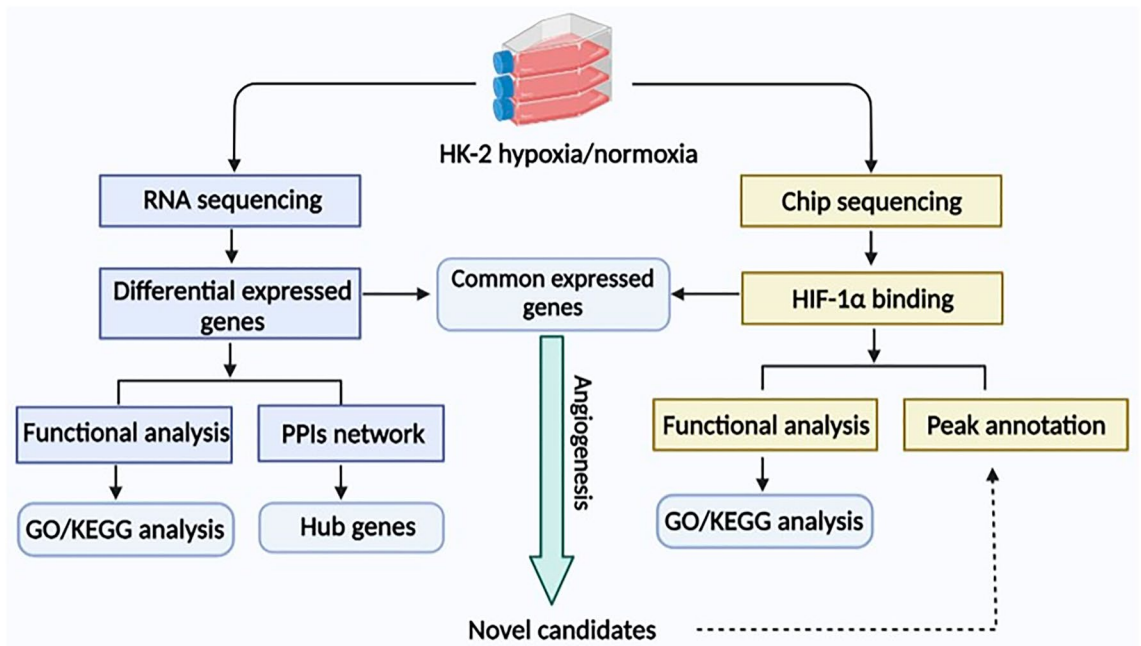 HK-2 hypoxia/normoxia
RNA sequencing
Chip sequencing
Differential expressed
genes
Common expressed
genes
HIF-1α binding
Angiogenesis
Functional analysis
PPIs network
Functional analysis
Peak annotation
GO/KEGG analysis
Hub genes
GO/KEGG analysis
Novel candidates